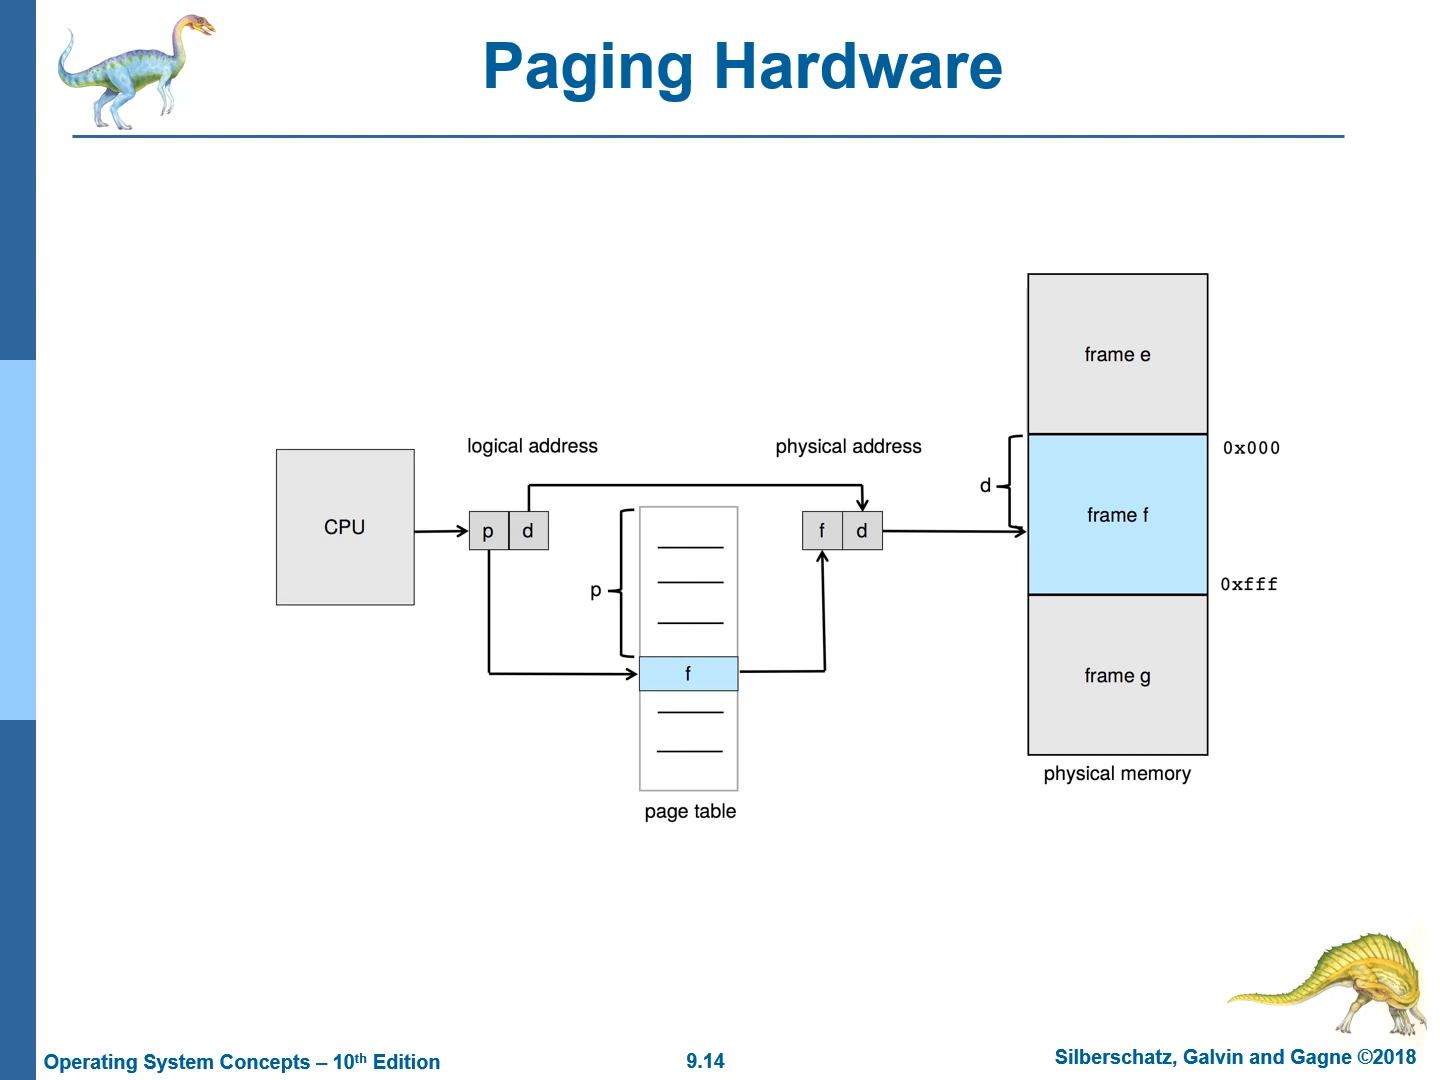 Paging Hardware
frame e
logical address
physical address
0x000
d
CPU
p d
f d
frame f
p
0xfff
f
frame g
physical memory
page table
Operating System Concepts – 10th Edition
9.14
Silberschatz, Galvin and Gagne ©2018